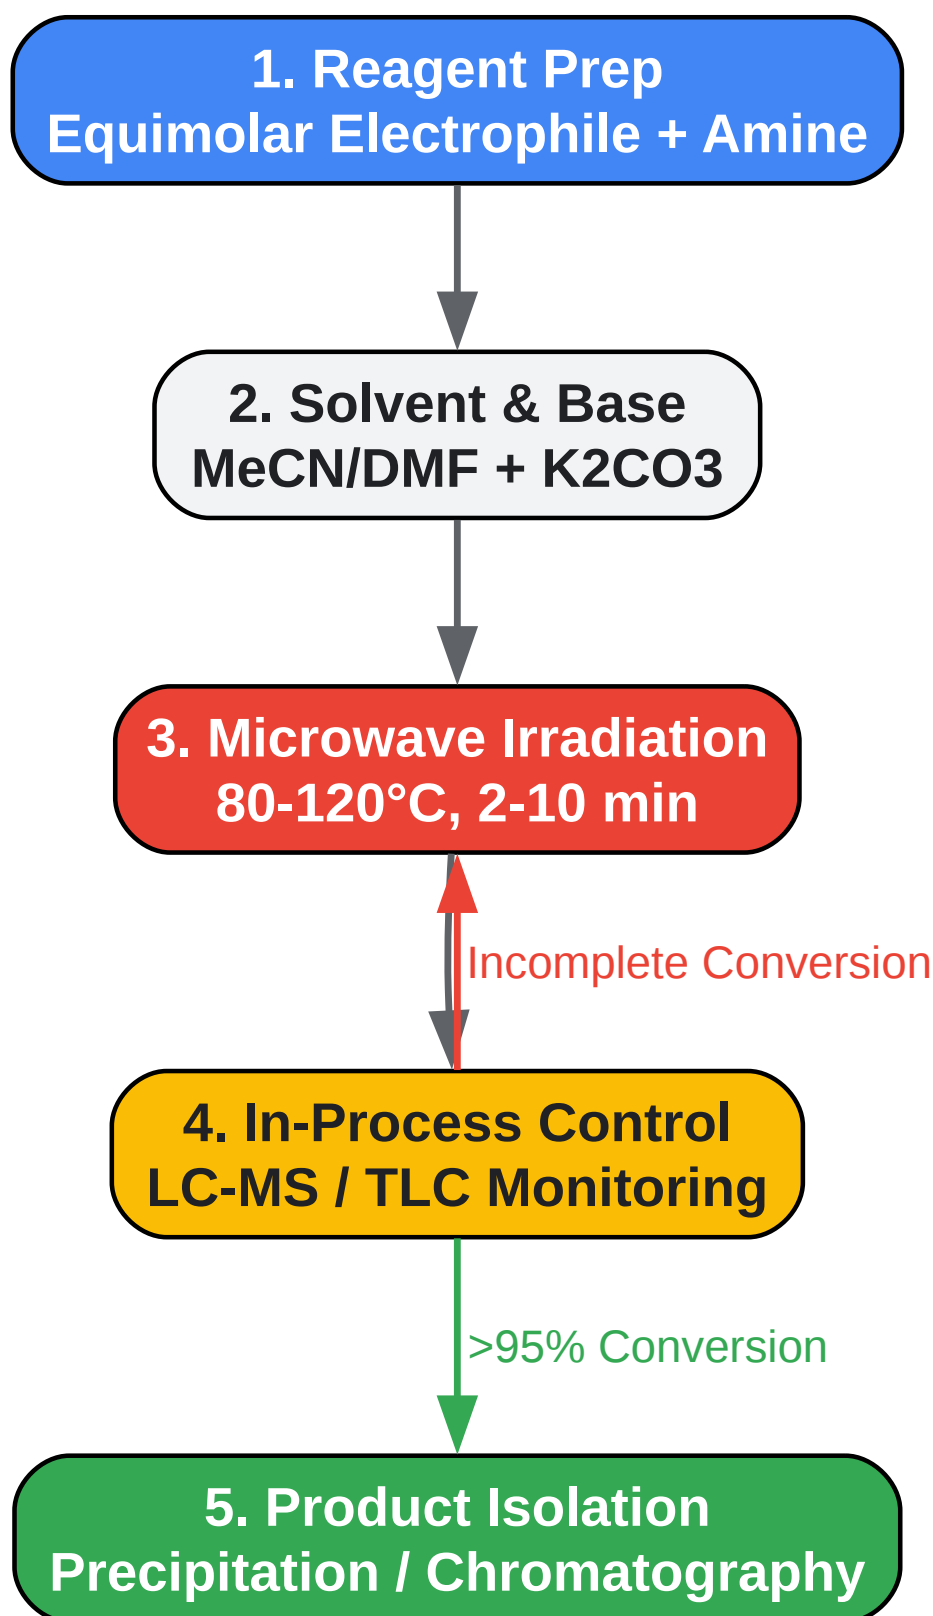 1. Reagent Prep
Equimolar Electrophile + Amine
2. Solvent & Base
MeCN/DMF + K2CO3
3. Microwave Irradiation
80-120°C, 2-10 min
Incomplete Conversion
4. In-Process Control
LC-MS / TLC Monitoring
>95% Conversion
5. Product Isolation
Precipitation / Chromatography